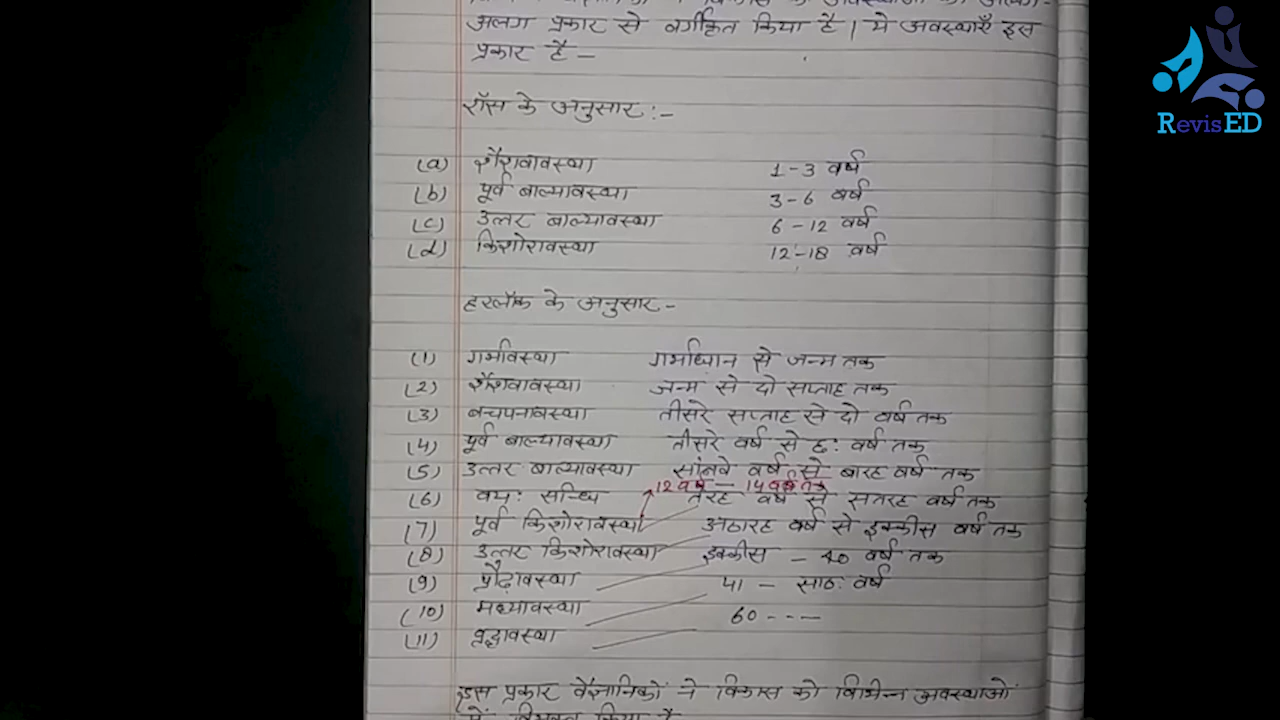 अलग प्रकार से वर्गीकृत किया है। ये अवस्थाएँ इस
प्रकार है –
RevisED
रॉस के अनुसार :-
(a) शैशवावस्था 1-3 वर्ष
(b) पूर्व बाल्यावस्था 3-6 वर्ष
(c) उत्तर बाल्यावस्था 6-12 वर्ष
(d) किशोरावस्था 12-18 वर्ष
हरलॉक के अनुसार -
(1) गर्भावस्था गर्भाधान से जन्म तक
(2) शैशवावस्था जन्म से दो सप्ताह तक
(3) बचपनावस्था तीसरे सप्ताह से दो वर्ष तक
(4) पूर्व बाल्यावस्था तीसरे वर्ष से छ: वर्ष तक
(5) उत्तर बाल्यावस्था सांतवे वर्ष से बारह वर्ष तक
12 वर्ष – 14 वर्ष तक
(6) वय: सन्धि तेरह वर्ष से सतरह वर्ष तक
(7) पूर्व किशोरावस्था अठारह वर्ष से इक्कीस वर्ष तक
(8) उत्तर किशोरावस्था इक्कीस – 40 वर्ष तक
(9) प्रौढ़ावस्था 41 – साठ: वर्ष
(10) मध्यावस्था 60 - - -
(11) वृद्धावस्था
इस प्रकार वैज्ञानिकों ने विकास को विभिन्न अवस्थाओं